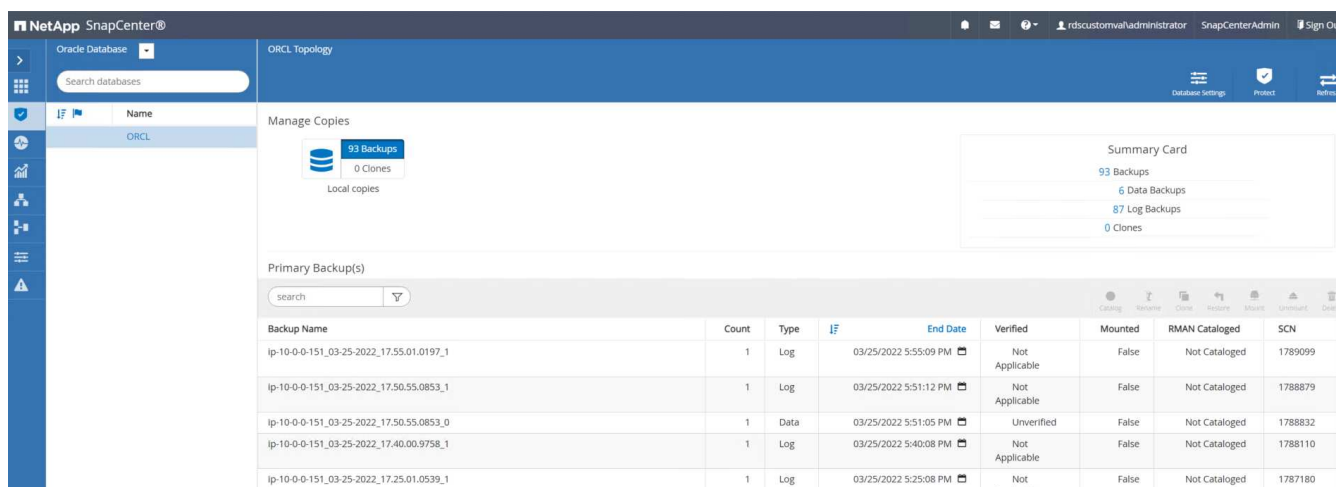 NetApp SnapCenter®
rdscustomval\administrator SnapCenterAdmin Sign Ou
Oracle Database
ORCL Topology
Search databases
Database Settings Protect Refres
Name
ORCL
Manage Copies
93 Backups
0 Clones
Local copies
Summary Card
93 Backups
6 Data Backups
87 Log Backups
0 Clones
Primary Backup(s)
search
Catalog Rename Clone Restore Mount Unmount Dele
Backup Name Count Type End Date Verified Mounted RMAN Cataloged SCN
ip-10-0-0-151_03-25-2022_17.55.01.0197_1 1 Log 03/25/2022 5:55:09 PM Not Applicable False Not Cataloged 1789099
ip-10-0-0-151_03-25-2022_17.50.55.0853_1 1 Log 03/25/2022 5:51:12 PM Not Applicable False Not Cataloged 1788879
ip-10-0-0-151_03-25-2022_17.50.55.0853_0 1 Data 03/25/2022 5:51:05 PM Unverified False Not Cataloged 1788832
ip-10-0-0-151_03-25-2022_17.40.00.9758_1 1 Log 03/25/2022 5:40:08 PM Not Applicable False Not Cataloged 1788110
ip-10-0-0-151_03-25-2022_17.25.01.0539_1 1 Log 03/25/2022 5:25:08 PM Not False Not Cataloged 1787180